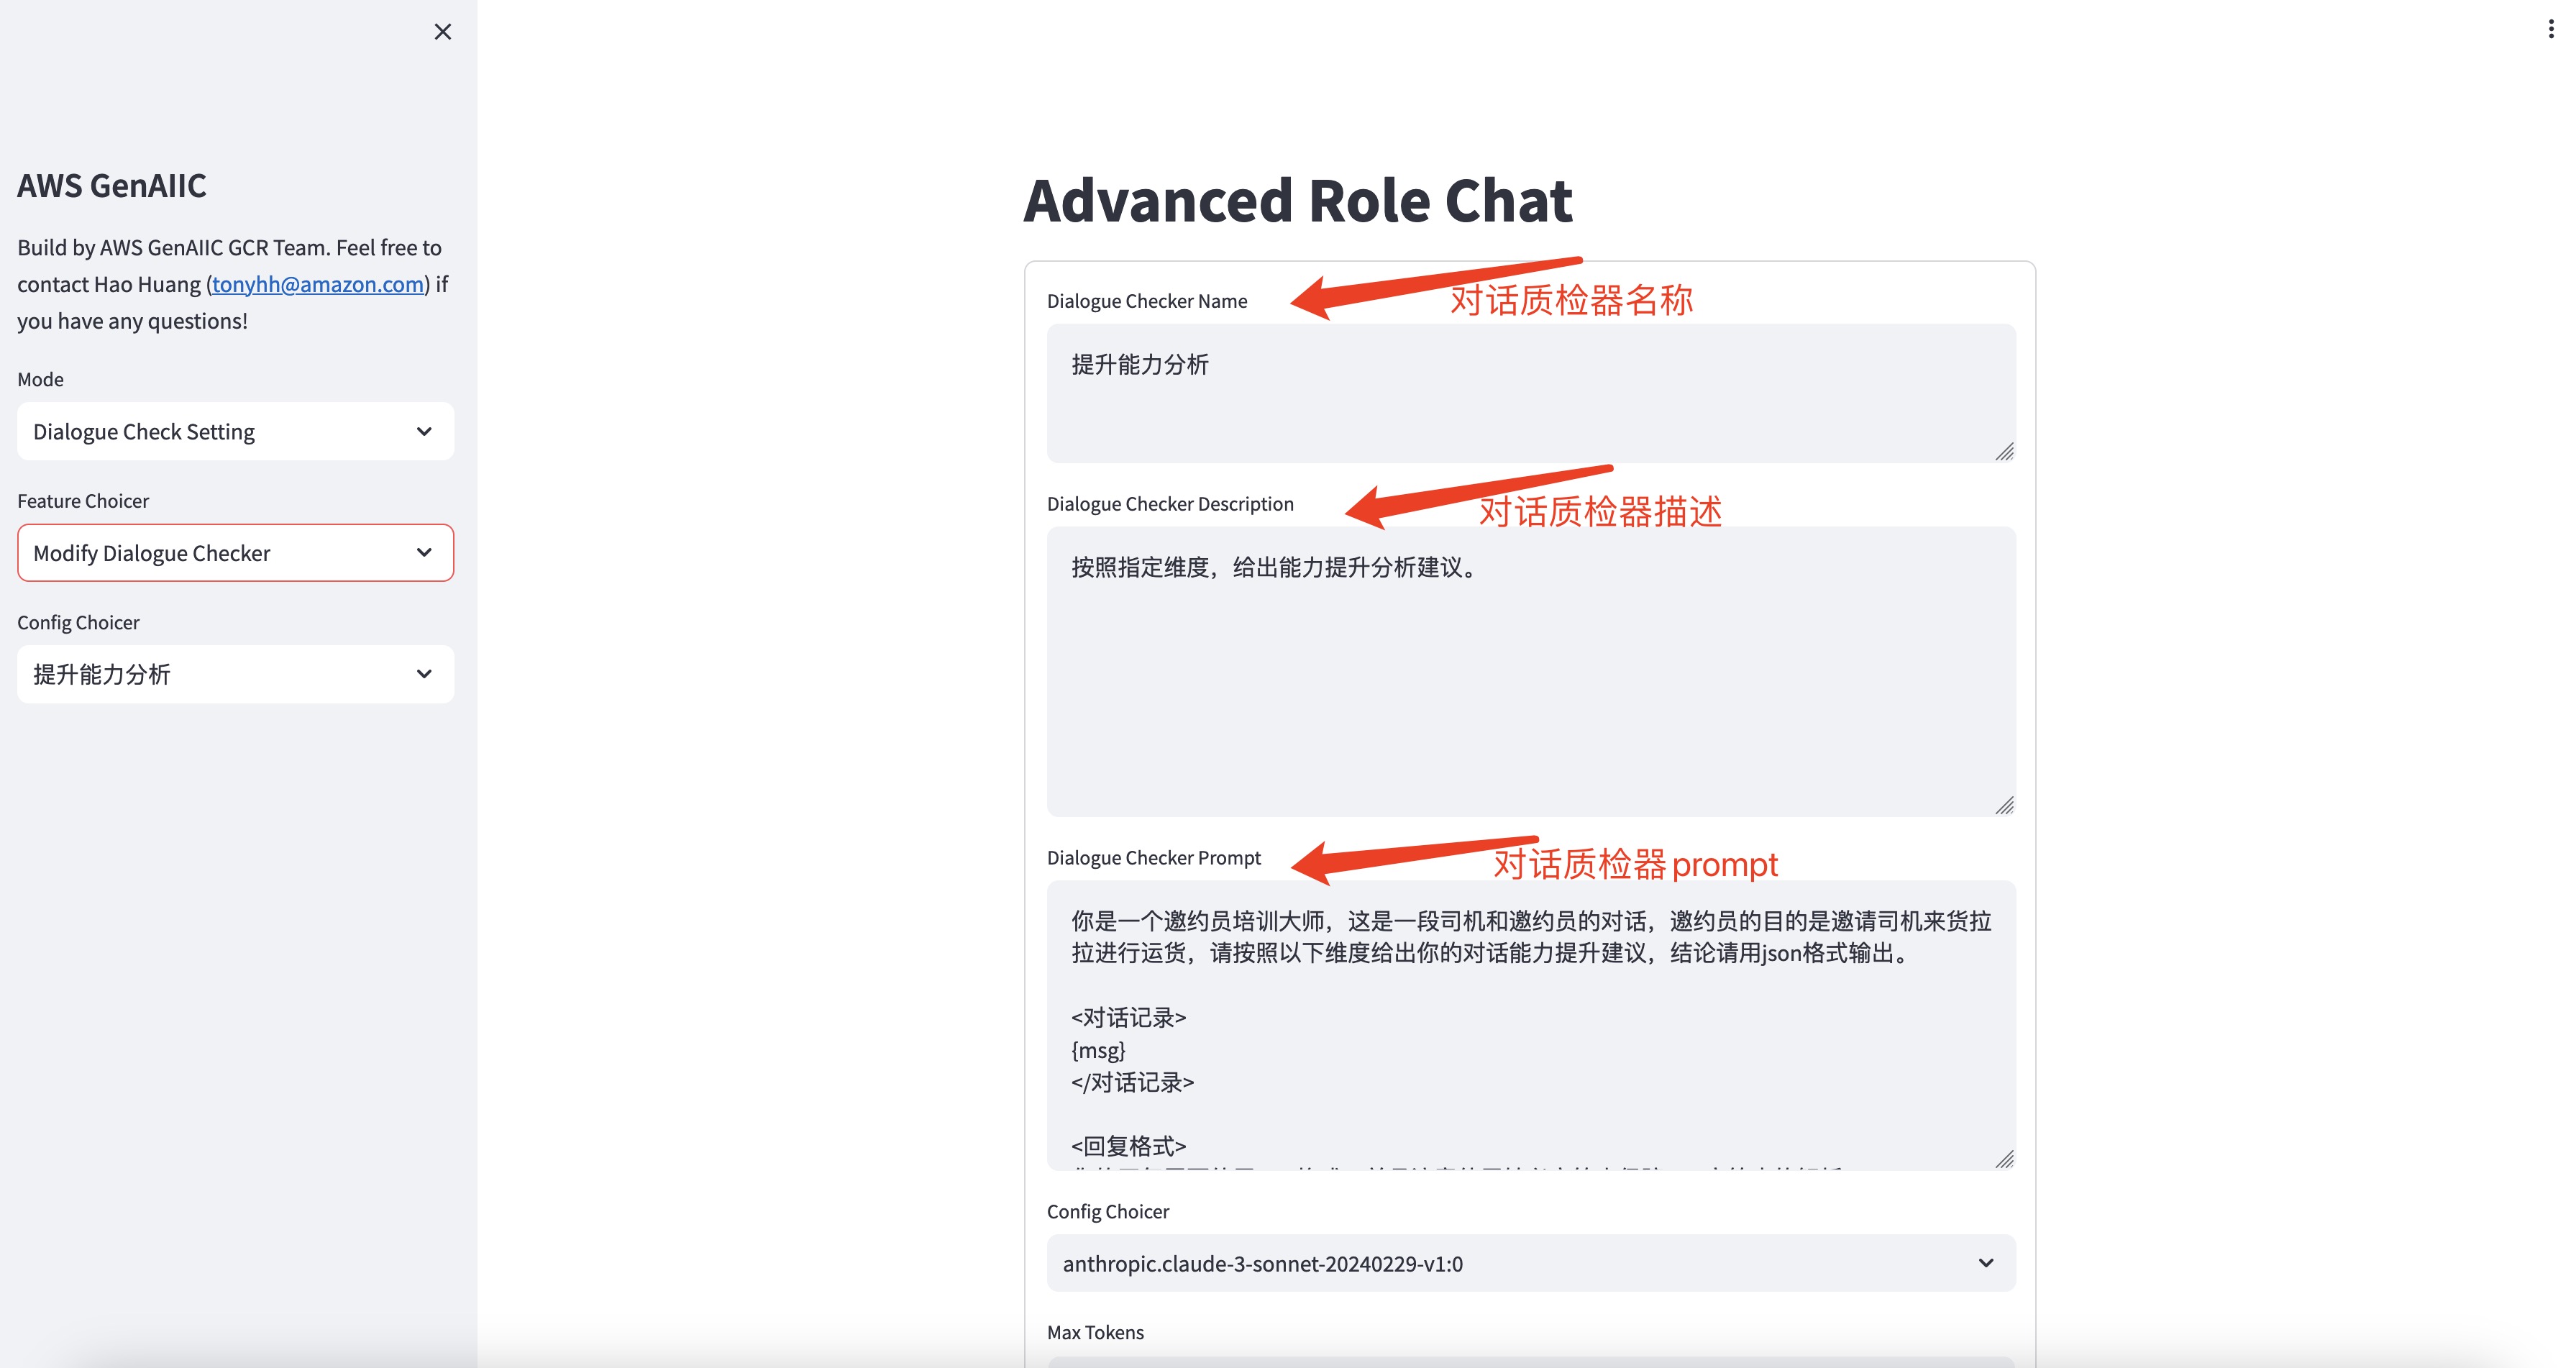 AWS GenAIIC
Build by AWS GenAIIC GCR Team. Feel free to
contact Hao Huang (tonyhh@amazon.com) if
you have any questions!
Mode
Dialogue Check Setting
Feature Choicer
Modify Dialogue Checker
Config Choicer
提升能力分析
Advanced Role Chat
Dialogue Checker Name
对话质检器名称
提升能力分析
Dialogue Checker Description
对话质检器描述
按照指定维度，给出能力提升分析建议。
Dialogue Checker Prompt
对话质检器prompt
你是一个邀约员培训大师，这是一段司机和邀约员的对话，邀约员的目的是邀请司机来货拉
拉进行运货，请按照以下维度给出你的对话能力提升建议，结论请用json格式输出。
<对话记录>
{msg}
</对话记录>
<回复格式>
Config Choicer
anthropic.claude-3-sonnet-20240229-v1:0
Max Tokens